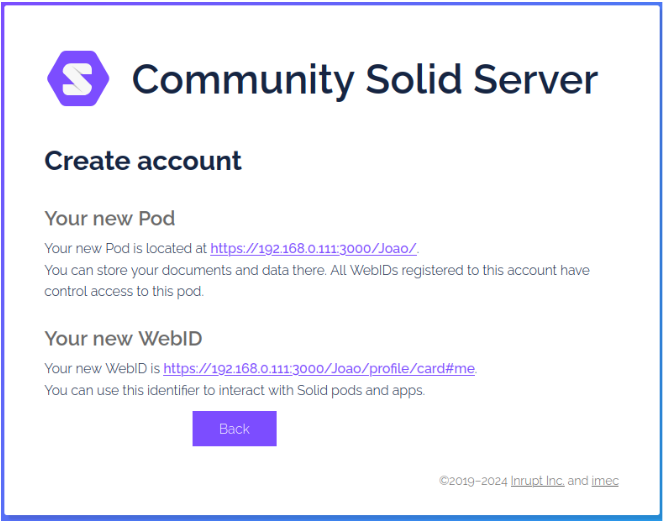 Community Solid Server
Create account
Your new Pod
Your new Pod is located at https://192.168.0.111:3000/Joao/.
You can store your documents and data there. All WebIDs registered to this account have
control access to this pod.
Your new WebID
Your new WebID is https://192.168.0.111:3000/Joao/profile/card#me.
You can use this identifier to interact with Solid pods and apps.
Back
©2019–2024 Inrupt Inc. and imec